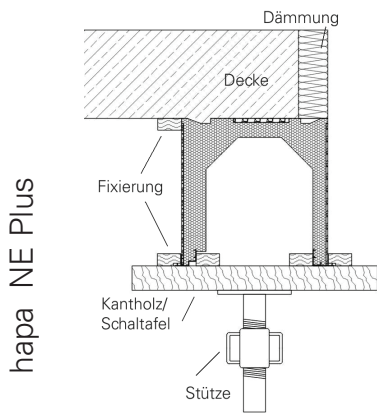 Dämmung
Decke
Fixierung
hapa NE Plus
Kantholz/
Schaltafel
Stütze